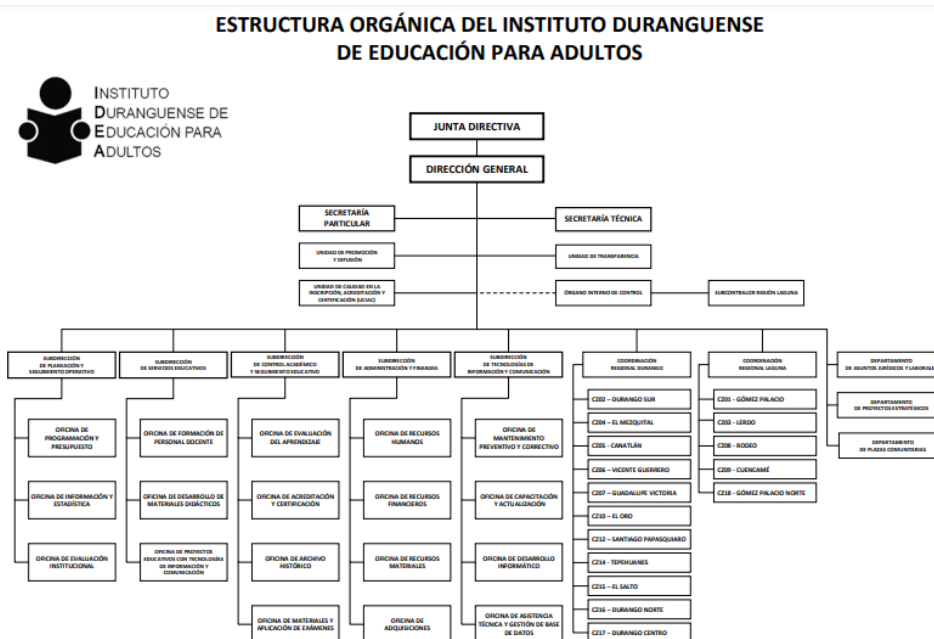 ESTRUCTURA ORGÁNICA DEL INSTITUTO DURANGUENSE
DE EDUCACIÓN PARA ADULTOS
INSTITUTO
DURANGUENSE DE
EDUCACIÓN PARA
ADULTOS
JUNTA DIRECTIVA
DIRECCIÓN GENERAL
SECRETARÍA
PARTICULAR
SECRETARÍA TÉCNICA
UNIDAD DE PROMOCIÓN
Y DIFUSIÓN
UNIDAD DE TRANSPARENCIA
UNIDAD DE CALIDAD EN LA
INSCRIPCIÓN, ACREDITACIÓN Y
CERTIFICACIÓN (UCIAC)
ÓRGANO INTERNO DE CONTROL
SUBCONTRALOR REGIÓN LAGUNA
SUBDIRECCIÓN
DE PLANEACIÓN Y
SEGUIMIENTO OPERATIVO
SUBDIRECCIÓN
DE SERVICIOS EDUCATIVOS
SUBDIRECCIÓN
DE CONTROL ACADÉMICO
Y SEGUIMIENTO EDUCATIVO
SUBDIRECCIÓN
DE ADMINISTRACIÓN Y FINANZAS
SUBDIRECCIÓN
DE TECNOLOGÍAS DE
INFORMACIÓN Y COMUNICACIÓN
COORDINACIÓN
REGIONAL DURANGO
COORDINACIÓN
REGIONAL LAGUNA
DEPARTAMENTO
DE ASUNTOS JURÍDICOS Y LABORALE
OFICINA DE
PROGRAMACIÓN Y
PRESUPUESTO
OFICINA DE INFORMACIÓN Y
ESTADÍSTICA
OFICINA DE EVALUACIÓN
INSTITUCIONAL
OFICINA DE FORMACIÓN DE
PERSONAL DOCENTE
OFICINA DE DESARROLLO DE
MATERIALES DIDÁCTICOS
OFICINA DE PROYECTOS
EDUCATIVOS CON TECNOLOGÍAS
DE INFORMACIÓN Y
COMUNICACIÓN
OFICINA DE EVALUACIÓN
DEL APRENDIZAJE
OFICINA DE ACREDITACIÓN
Y CERTIFICACIÓN
OFICINA DE ARCHIVO
HISTÓRICO
OFICINA DE MATERIALES Y
APLICACIÓN DE EXÁMENES
OFICINA DE RECURSOS
HUMANOS
OFICINA DE RECURSOS
FINANCIEROS
OFICINA DE RECURSOS
MATERIALES
OFICINA DE
ADQUISICIONES
OFICINA DE
MANTENIMIENTO
PREVENTIVO Y CORRECTIVO
OFICINA DE CAPACITACIÓN
Y ACTUALIZACIÓN
OFICINA DE DESARROLLO
INFORMÁTICO
OFICINA DE ASISTENCIA
TÉCNICA Y GESTIÓN DE BASE
DE DATOS
CZ02 – DURANGO SUR
CZ04 – EL MEZQUITAL
CZ05 - CANATLÁN
CZ06 – VICENTE GUERRERO
CZ07 – GUADALUPE VICTORIA
CZ10 – EL ORO
CZ12 – SANTIAGO PAPASQUIARO
CZ14 - TEPEHUANES
CZ15 – EL SALTO
CZ16 – DURANGO NORTE
CZ17 – DURANGO CENTRO
CZ01 - GÓMEZ PALACIO
CZ03 - LERDO
CZ08 - RODEO
CZ09 - CUENCAMÉ
CZ18 - GÓMEZ PALACIO NORTE
DEPARTAMENTO
DE PROYECTOS ESTRATÉGICOS
DEPARTAMENTO
DE PLAZAS COMUNITARIAS